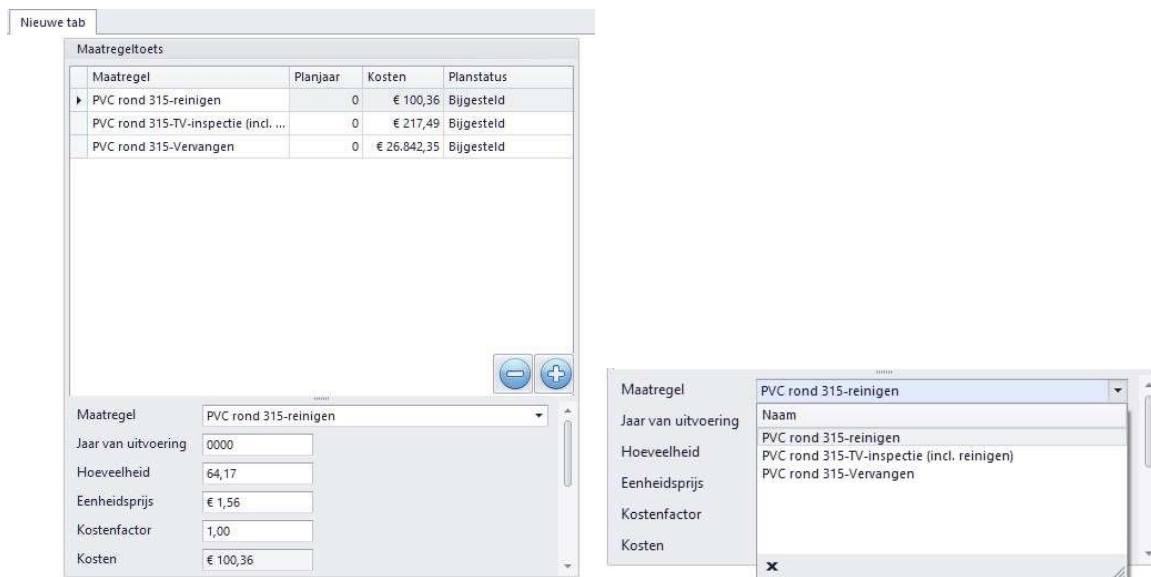 Nieuwe tab
Maatregeltoets
Maatregel Planjaar Kosten Planstatus
PVC rond 315-reinigen 0 € 100,36 Bijgesteld
PVC rond 315-TV-inspectie (incl. ... 0 € 217,49 Bijgesteld
PVC rond 315-Vervangen 0 € 26.842,35 Bijgesteld
Maatregel PVC rond 315-reinigen
Jaar van uitvoering 0000
Hoeveelheid 64,17
Eenheidsprijs € 1,56
Kostenfactor 1,00
Kosten € 100,36
Maatregel PVC rond 315-reinigen
Jaar van uitvoering Naam
Hoeveelheid
Eenheidsprijs
Kostenfactor
Kosten
PVC rond 315-reinigen
PVC rond 315-TV-inspectie (incl. reinigen)
PVC rond 315-Vervangen